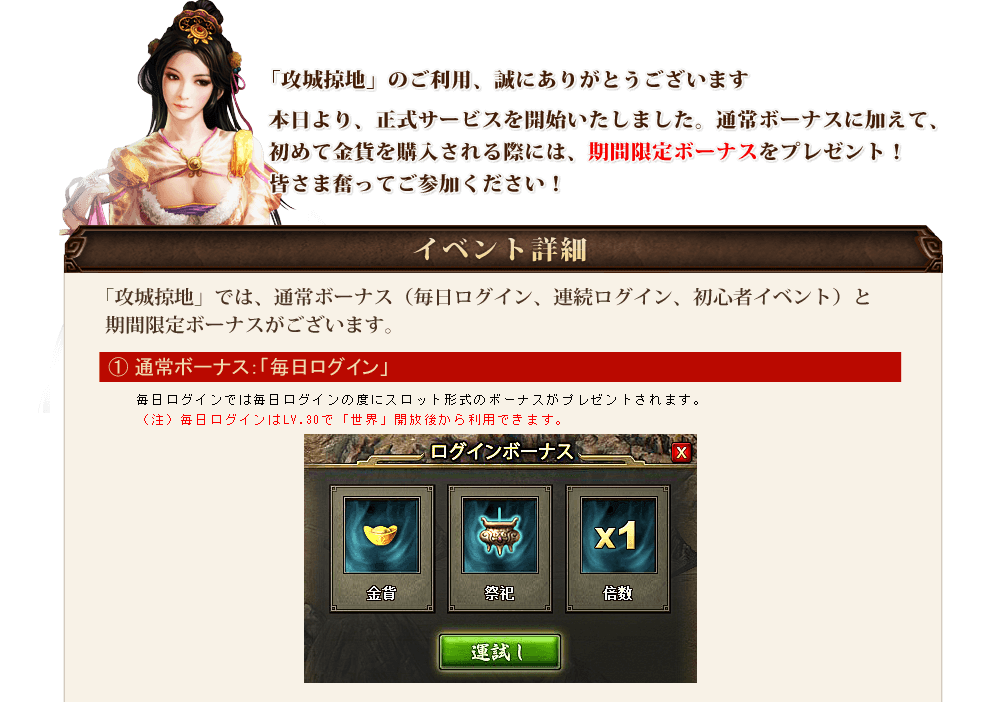 「攻城掠地」のご利用、誠にありがとうございます
本日より、正式サービスを開始いたしました。通常ボーナスに加えて、
初めて金貨を購入される際には、期間限定ボーナスをプレゼント！
皆さま奮ってご参加ください！
イベント詳細
「攻城掠地」では、通常ボーナス（毎日ログイン、連続ログイン、初心者イベント）と
期間限定ボーナスがございます。
① 通常ボーナス：「毎日ログイン」
毎日ログインでは毎日ログインの度にスロット形式のボーナスがプレゼントされます。
（注）毎日ログインはLV.30で「世界」開放後から利用できます。
ログインボーナス
X
x1
金貨
祭祀
倍数
運試し